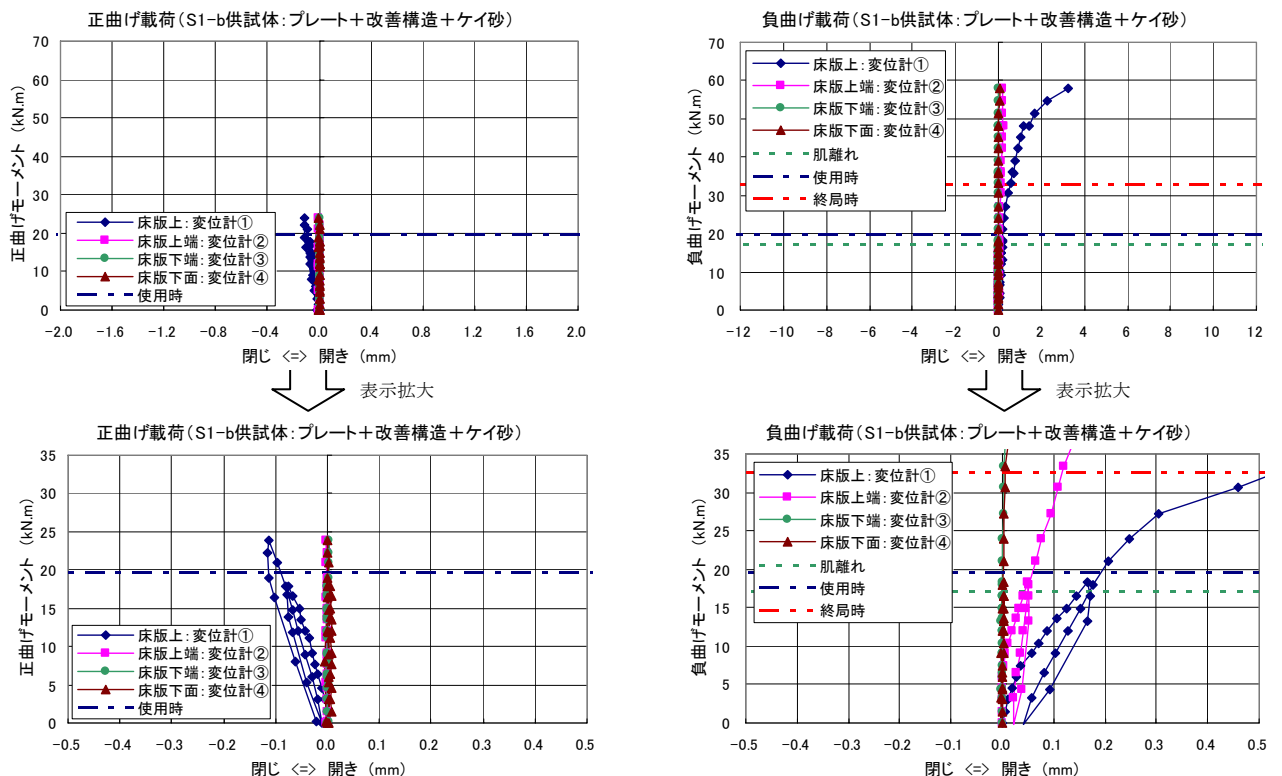 正曲げ載荷(S1-b供試体:プレート+改善構造+ケイ砂)
正曲げモーメント (kN.m)
70
60
50
40
30
20
10
0
床版上:変位計①
床版上端:変位計②
床版下端:変位計③
床版下面:変位計④
使用時
-2.0 -1.6 -1.2 -0.8 -0.4 0.0 0.4 0.8 1.2 1.6 2.0
閉じ <=> 開き (mm)
負曲げ載荷(S1-b供試体:プレート+改善構造+ケイ砂)
負曲げモーメント (kN.m)
70
60
50
40
30
20
10
0
床版上:変位計①
床版上端:変位計②
床版下端:変位計③
床版下面:変位計④
肌離れ
使用時
終局時
-12 -10 -8 -6 -4 -2 0 2 4 6 8 10 12
閉じ <=> 開き (mm)
表示拡大
表示拡大
正曲げ載荷(S1-b供試体:プレート+改善構造+ケイ砂)
正曲げモーメント (kN.m)
35
30
25
20
15
10
5
0
床版上:変位計①
床版上端:変位計②
床版下端:変位計③
床版下面:変位計④
使用時
-0.5 -0.4 -0.3 -0.2 -0.1 0.0 0.1 0.2 0.3 0.4 0.5
閉じ <=> 開き (mm)
負曲げ載荷(S1-b供試体:プレート+改善構造+ケイ砂)
負曲げモーメント (kN.m)
35
30
25
20
15
10
5
0
床版上:変位計①
床版上端:変位計②
床版下端:変位計③
床版下面:変位計④
肌離れ
使用時
終局時
-0.5 -0.4 -0.3 -0.2 -0.1 0.0 0.1 0.2 0.3 0.4 0.5
閉じ <=> 開き (mm)